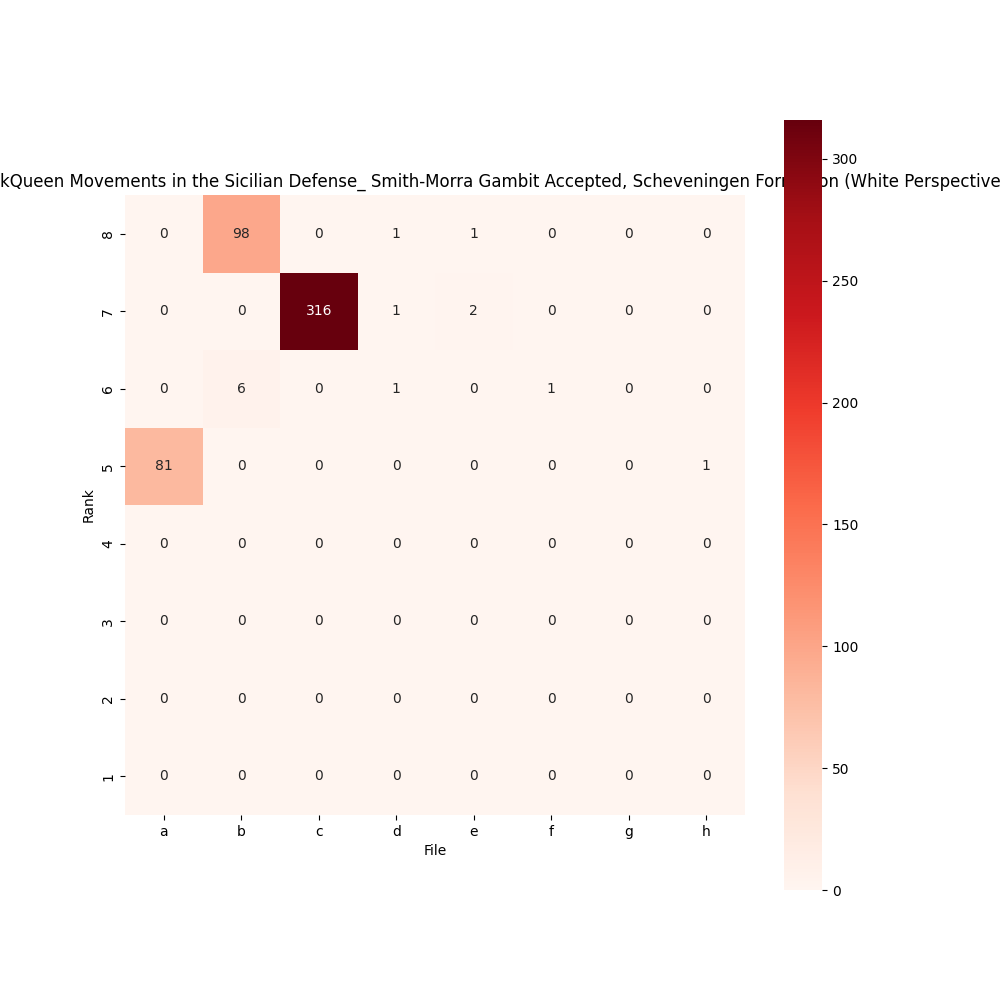 kQueen Movements in the Sicilian Defense_ Smith-Morra Gambit Accepted, Scheveningen Formation (White Perspective
8 0 98 0 1 1 0 0 0
7 0 0 316 1 2 0 0 0
6 0 6 0 1 0 1 0 0
5 81 0 0 0 0 0 0 1
4 0 0 0 0 0 0 0 0
3 0 0 0 0 0 0 0 0
2 0 0 0 0 0 0 0 0
1 0 0 0 0 0 0 0 0
Rank
a b c d e f g h
File
300
250
200
150
100
50
0